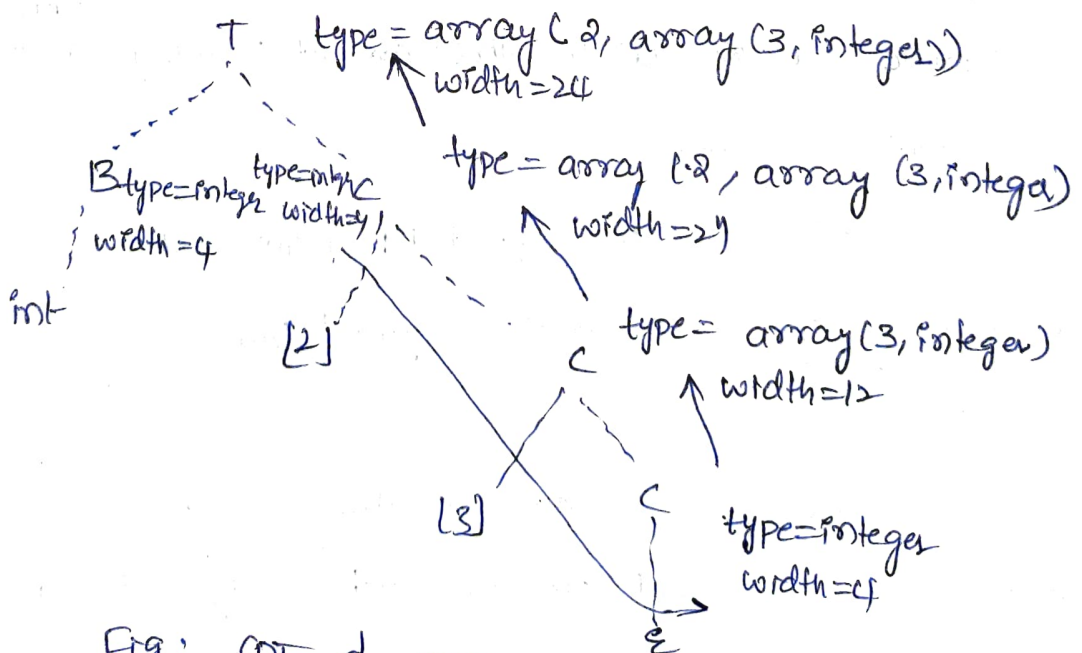 T type = array (2, array (3, integer))
width = 24
B type=integer
width = 4
type=integer C
width=4
type = array (2, array (3, integer)
width = 24
int
[2]
C type = array (3, integer)
width=12
[3]
C type=integer
width=4
ε
Fig: